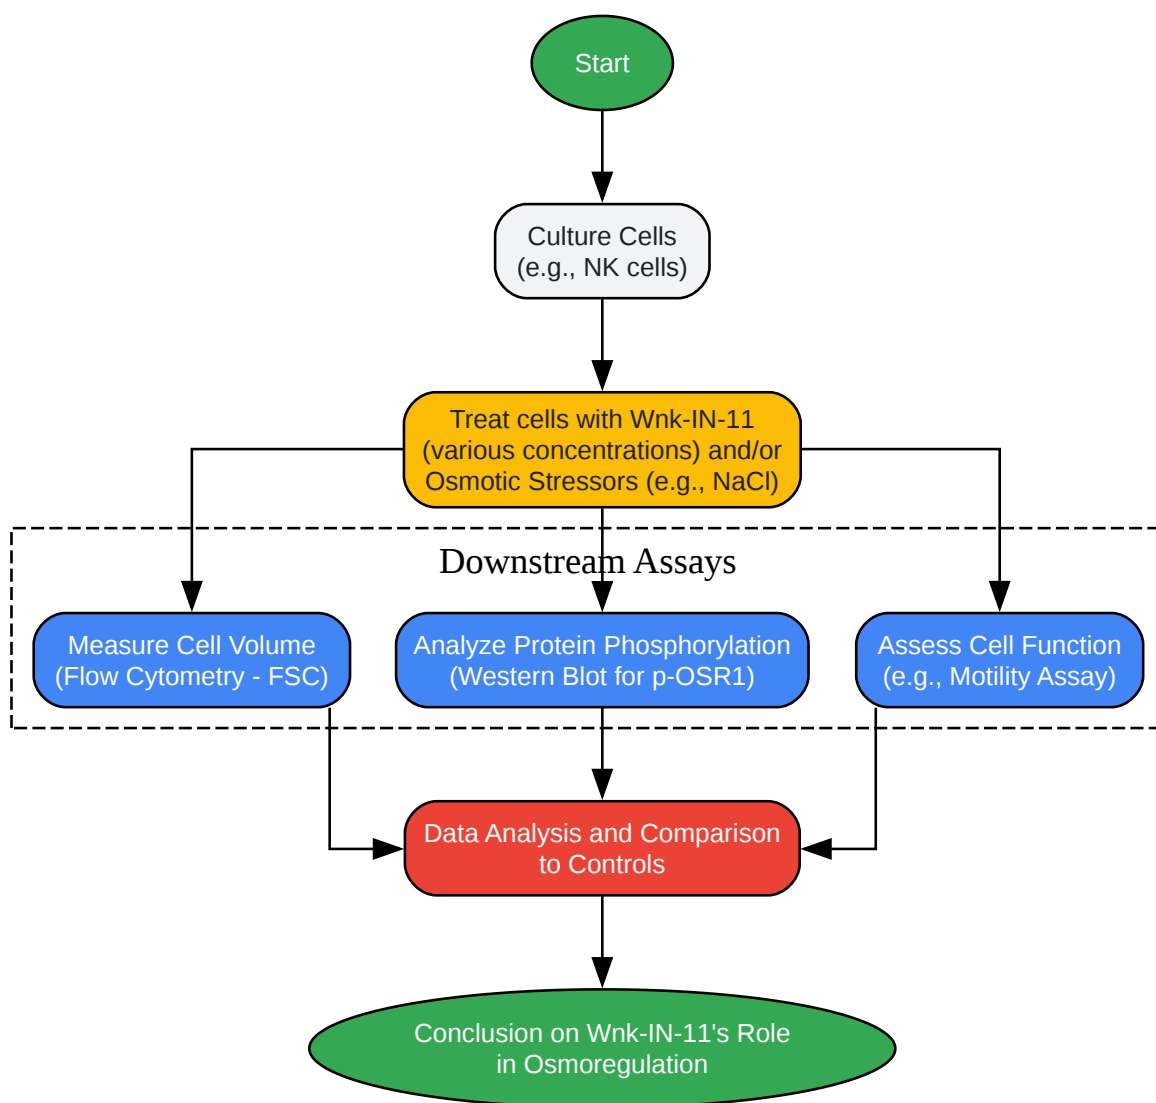 Start
Culture Cells
(e.g., NK cells)
Treat cells with Wnk-IN-11
(various concentrations) and/or
Osmotic Stressors (e.g., NaCl)
Downstream Assays
Measure Cell Volume
(Flow Cytometry - FSC)
Analyze Protein Phosphorylation
(Western Blot for p-OSR1)
Assess Cell Function
(e.g., Motility Assay)
Data Analysis and Comparison
to Controls
Conclusion on Wnk-IN-11's Role
in Osmoregulation